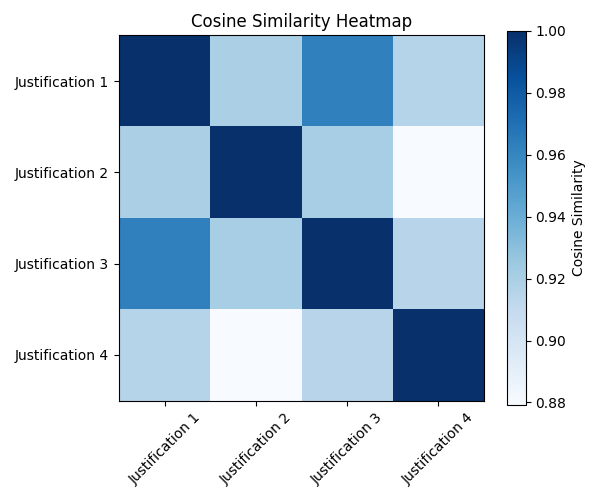 Cosine Similarity Heatmap
Justification 1
Justification 2
Justification 3
Justification 4
Justification 1
Justification 2
Justification 3
Justification 4
1.00
0.98
0.96
0.94
0.92
0.90
0.88
Cosine Similarity